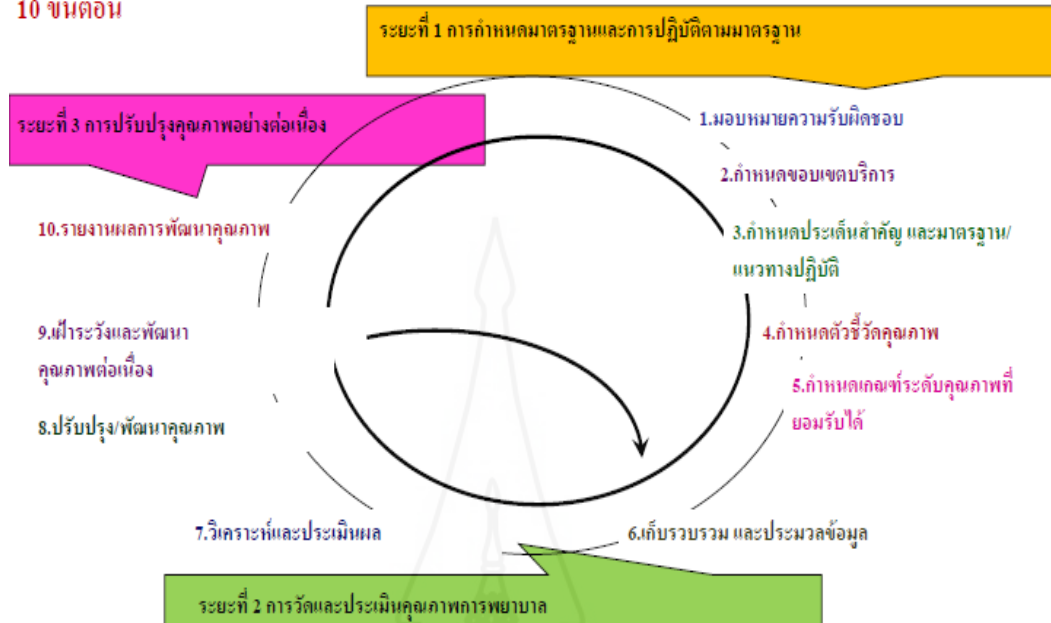 10 ขั้นตอน
ระยะที่ 1 การกำหนดมาตรฐานและการปฏิบัติตามมาตรฐาน
ระยะที่ 3 การปรับปรุงคุณภาพอย่างต่อเนื่อง
1.มอบหมายความรับผิดชอบ
2.กำหนดขอบเขตบริการ
3.กำหนดประเด็นสำคัญ และมาตรฐาน/
แนวทางปฏิบัติ
4.กำหนดตัวชี้วัดคุณภาพ
5.กำหนดเกณฑ์ระดับคุณภาพที่
ยอมรับได้
6.เก็บรวบรวม และประมวลข้อมูล
7.วิเคราะห์และประเมินผล
8.ปรับปรุง/พัฒนาคุณภาพ
9.เฝ้าระวังและพัฒนา
คุณภาพต่อเนื่อง
10.รายงานผลการพัฒนาคุณภาพ
ระยะที่ 2 การวัดและประเมินคุณภาพการพยาบาล